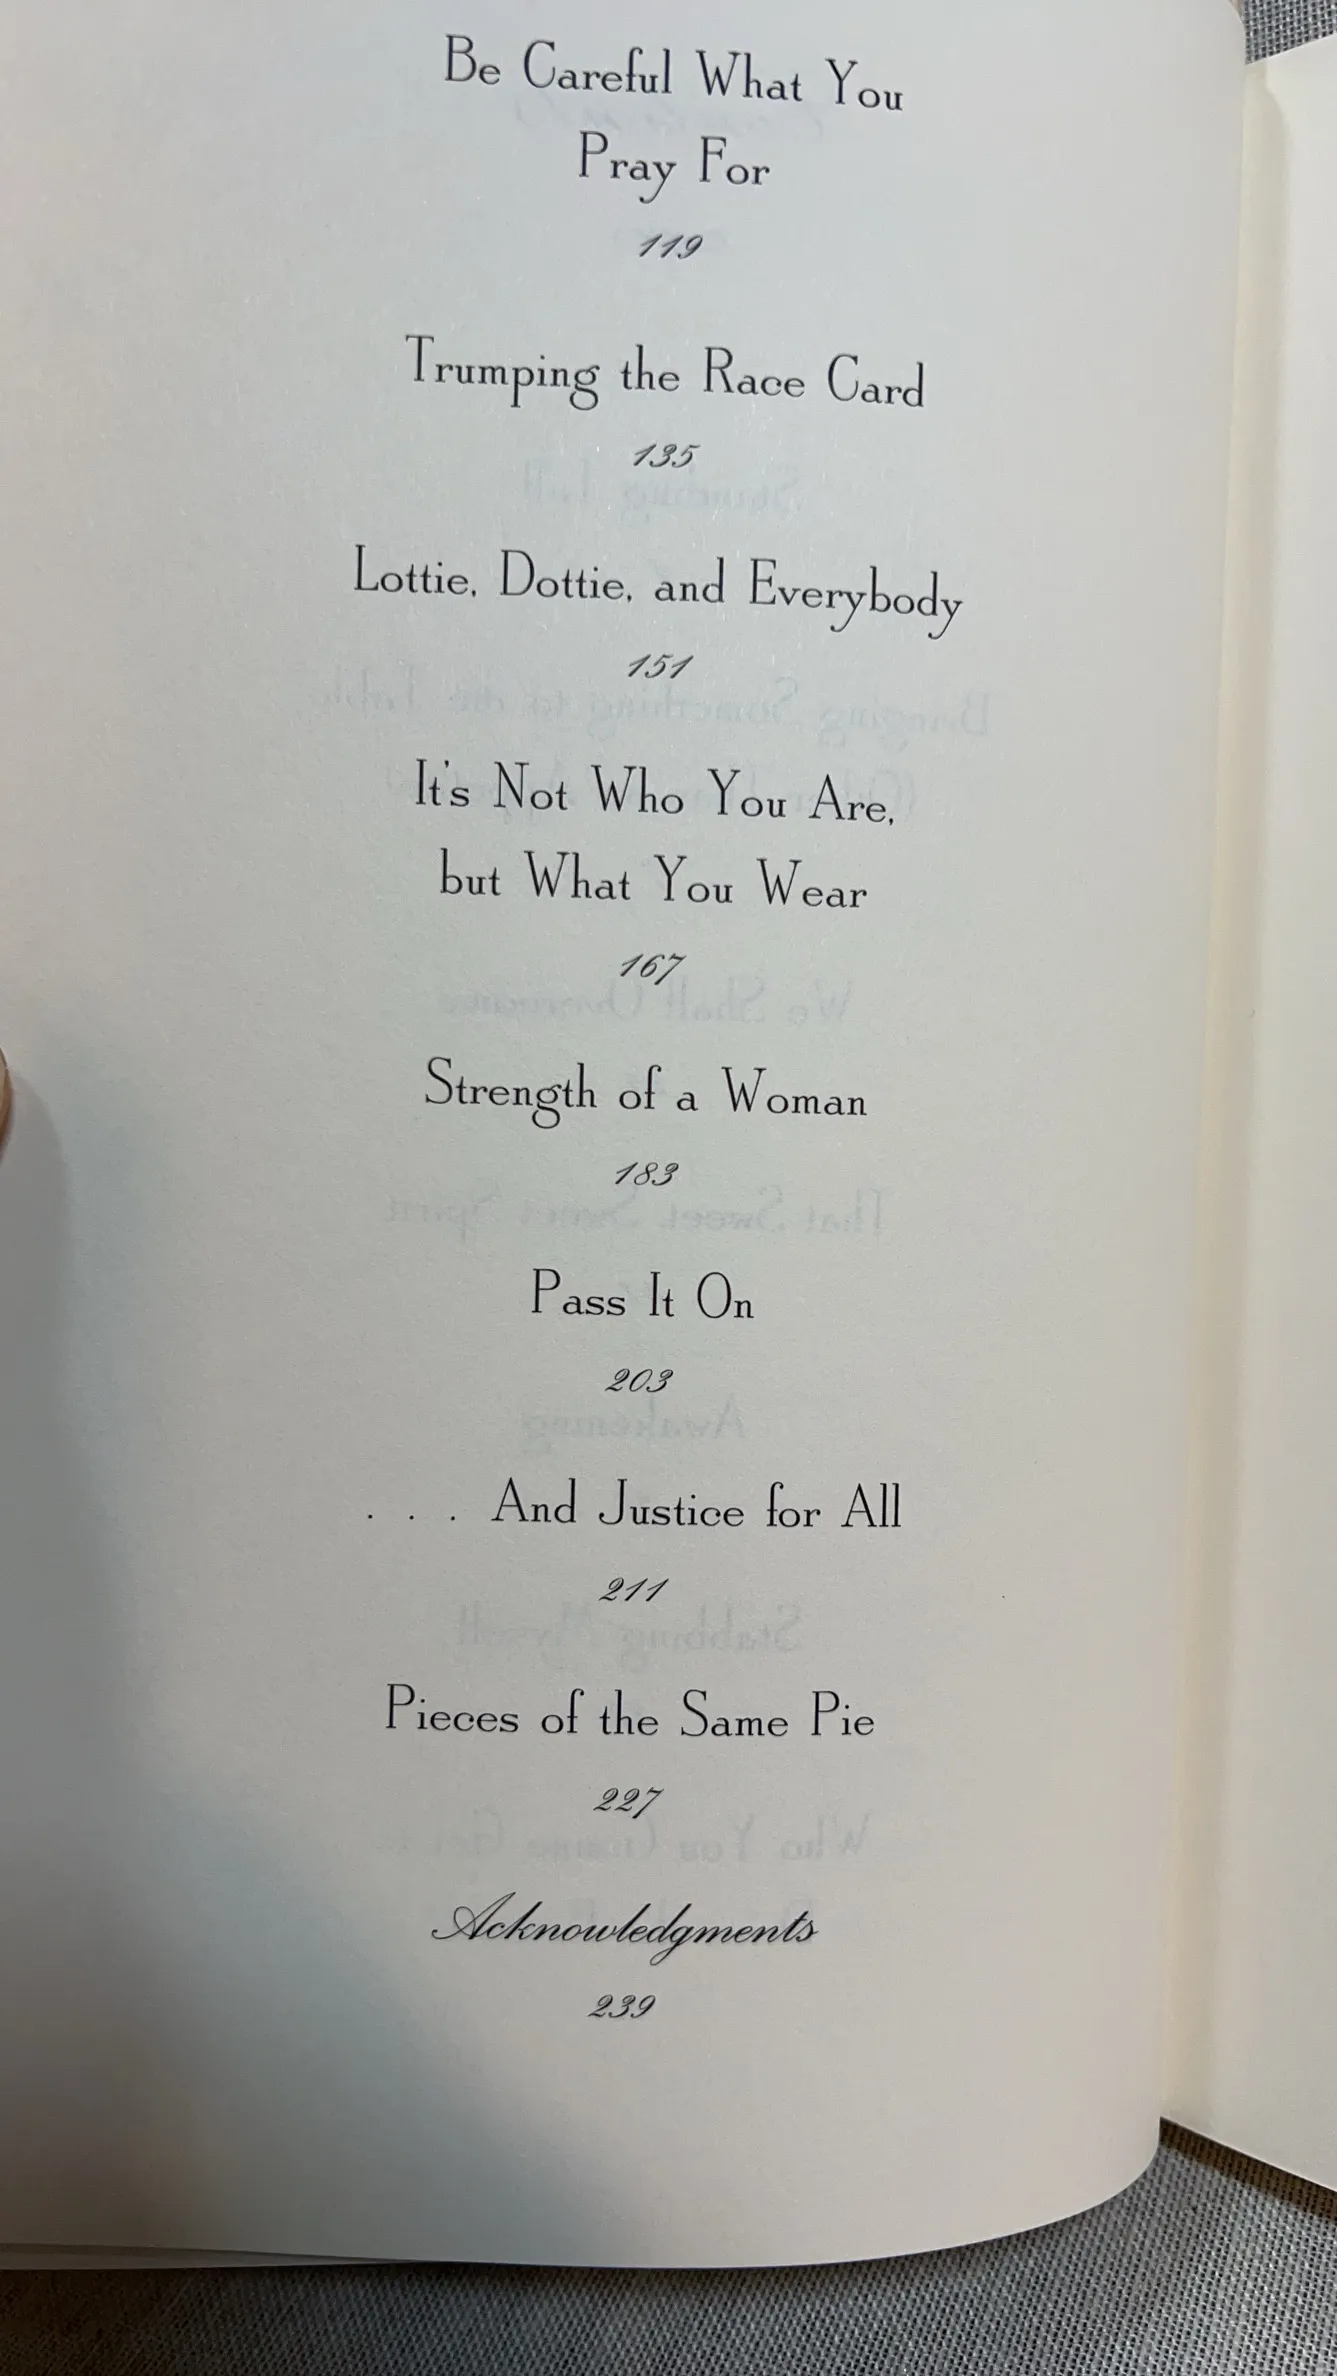 Be Careful What You
Pray For
119
Trumping the Race Card
135
Lottie, Dottie, and Everybody
151
It's Not Who You Are,
but What You Wear
167
Strength of a Woman
183
Pass It On
203
. . . And Justice for All
211
Pieces of the Same Pie
227
Acknowledgments
239